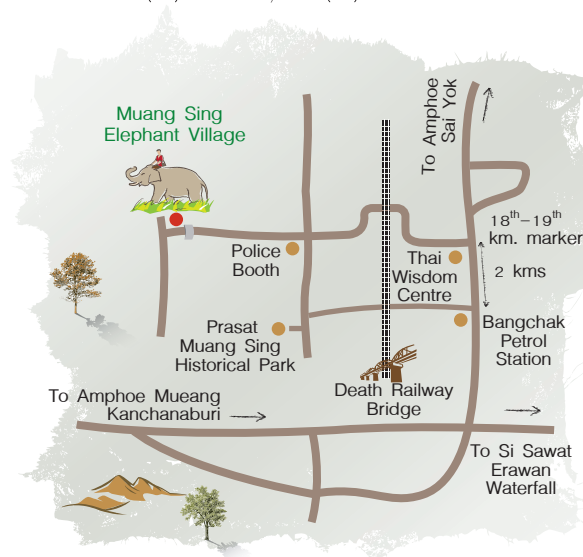 To Amphoe
Sai Yok
Muang Sing
Elephant Village
18th-19th
km. marker
Police
Booth
Thai
Wisdom
Centre
2 kms
Prasat
Muang Sing
Historical Park
Bangchak
Petrol
Station
Death Railway
Bridge
To Amphoe Mueang
Kanchanaburi
To Si Sawat
Erawan
Waterfall